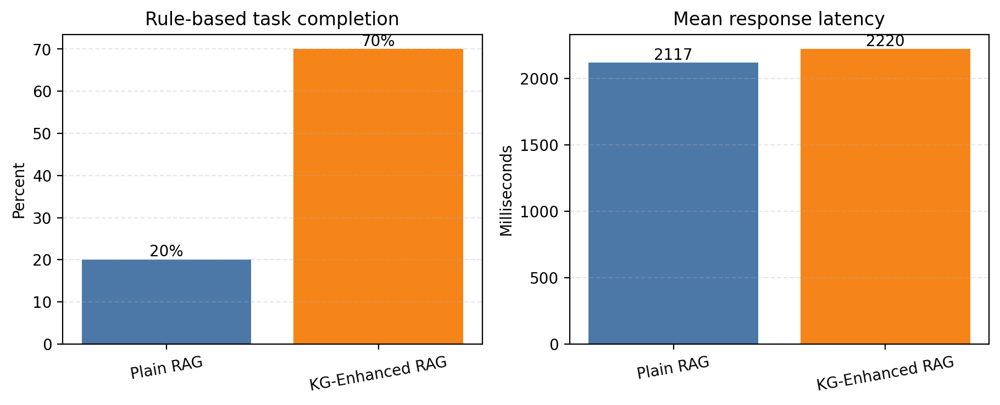 Rule-based task completion
Percent
70
60
50
40
30
20
10
0
20%
70%
Plain RAG
KG-Enhanced RAG
Mean response latency
Milliseconds
2000
1500
1000
500
0
2117
2220
Plain RAG
KG-Enhanced RAG